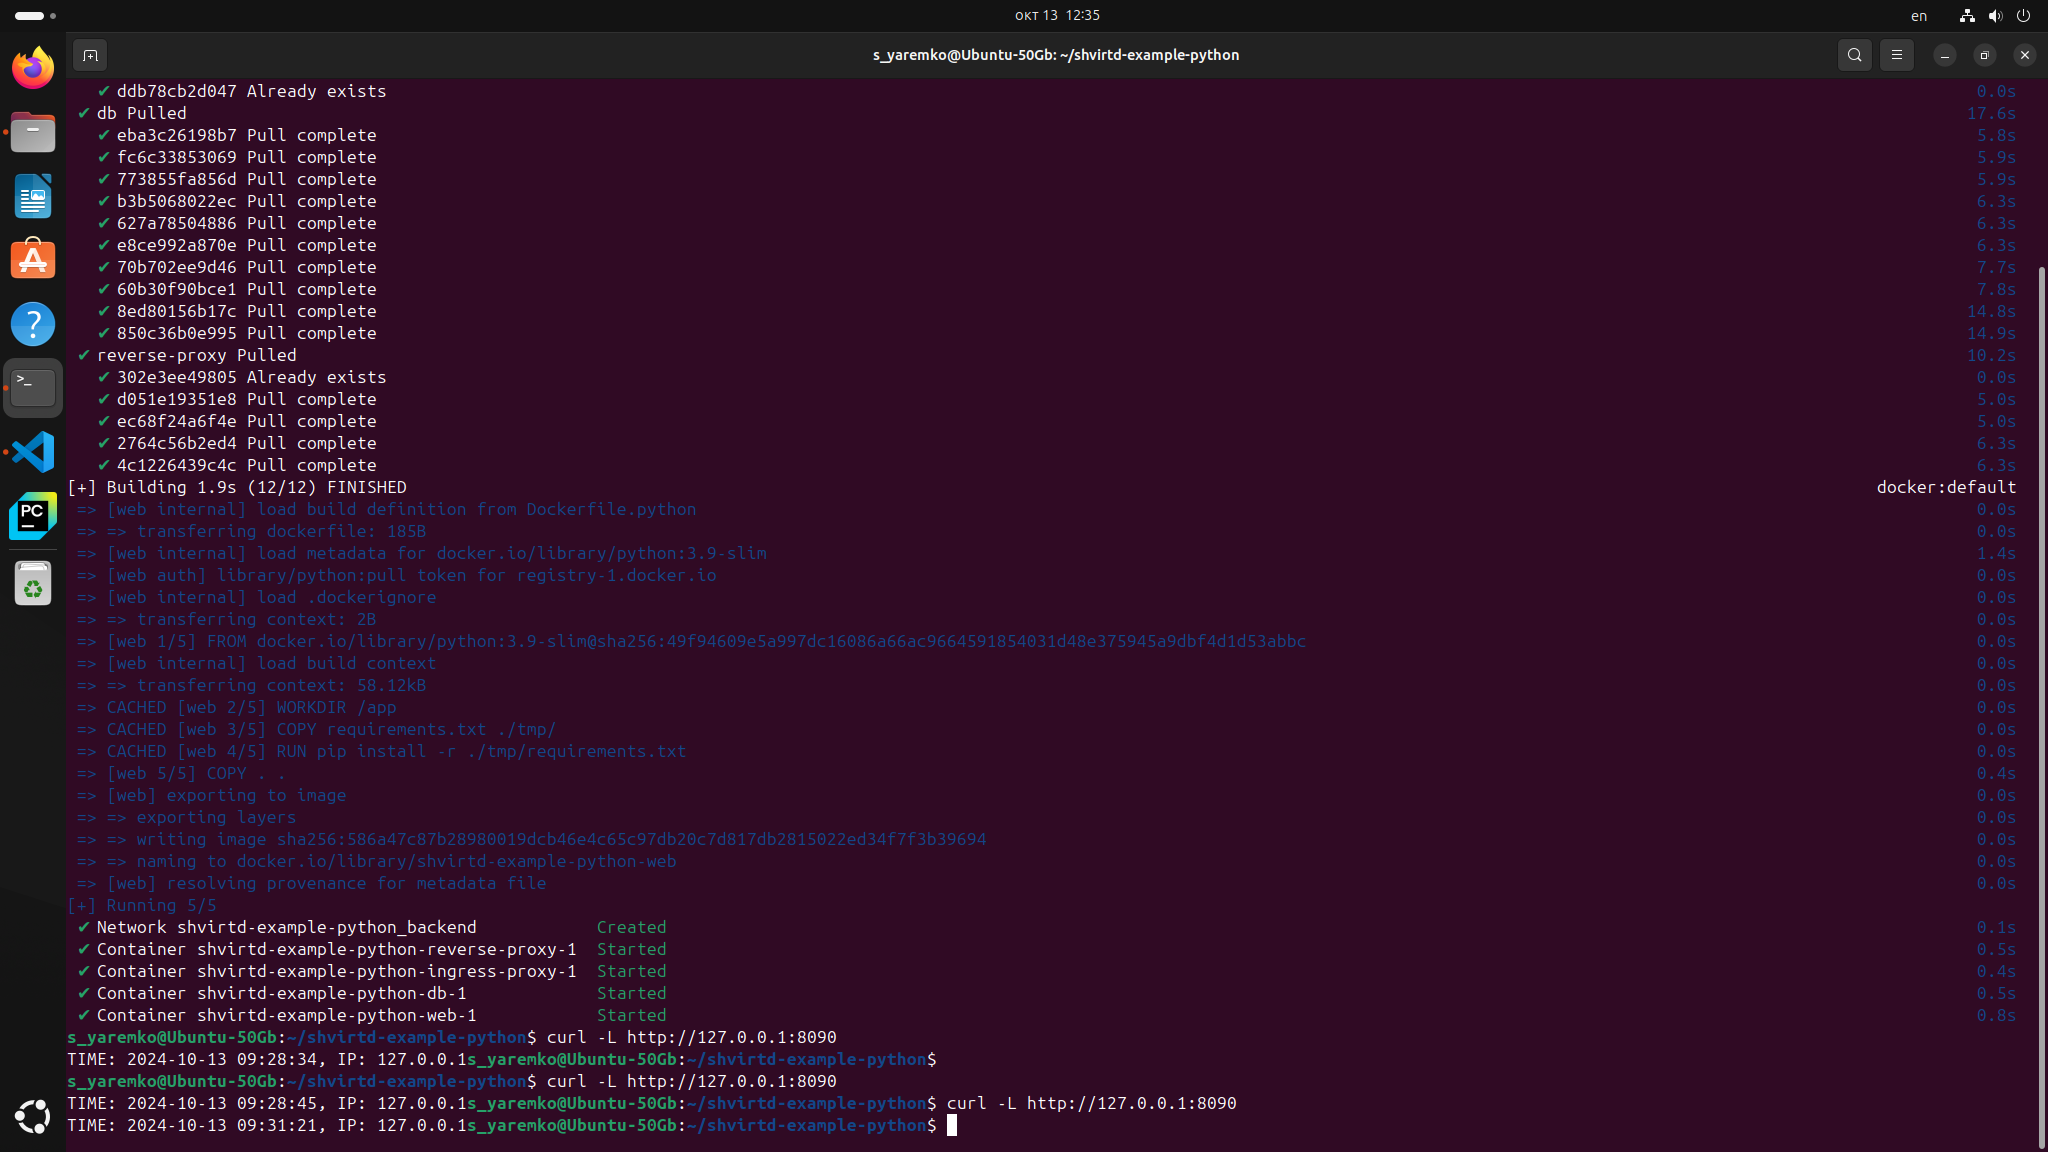 окт 13 12:35
en
s_yaremko@Ubuntu-50Gb: ~/shvirtd-example-python
✔ ddb78cb2d047 Already exists 0.0s
✔ db Pulled 17.6s
✔ eba3c26198b7 Pull complete 5.8s
✔ fc6c33853069 Pull complete 5.9s
✔ 773855fa856d Pull complete 5.9s
✔ b3b5068022ec Pull complete 6.3s
✔ 627a78504886 Pull complete 6.3s
✔ e8ce992a870e Pull complete 6.3s
✔ 70b702ee9d46 Pull complete 7.7s
✔ 60b30f90bce1 Pull complete 7.8s
✔ 8ed80156b17c Pull complete 14.8s
✔ 850c36b0e995 Pull complete 14.9s
✔ reverse-proxy Pulled 10.2s
✔ 302e3ee49805 Already exists 0.0s
✔ d051e19351e8 Pull complete 5.0s
✔ ec68f24a6f4e Pull complete 5.0s
✔ 2764c56b2ed4 Pull complete 6.3s
✔ 4c1226439c4c Pull complete 6.3s
[+] Building 1.9s (12/12) FINISHED docker:default
=> [web internal] load build definition from Dockerfile.python 0.0s
=> => transferring dockerfile: 185B 0.0s
=> [web internal] load metadata for docker.io/library/python:3.9-slim 1.4s
=> [web auth] library/python:pull token for registry-1.docker.io 0.0s
=> [web internal] load .dockerignore 0.0s
=> => transferring context: 2B 0.0s
=> [web 1/5] FROM docker.io/library/python:3.9-slim@sha256:49f94609e5a997dc16086a66ac9664591854031d48e375945a9dbf4d1d53abbc 0.0s
=> [web internal] load build context 0.0s
=> => transferring context: 58.12kB 0.0s
=> CACHED [web 2/5] WORKDIR /app 0.0s
=> CACHED [web 3/5] COPY requirements.txt ./tmp/ 0.0s
=> CACHED [web 4/5] RUN pip install -r ./tmp/requirements.txt 0.0s
=> [web 5/5] COPY . . 0.4s
=> [web] exporting to image 0.0s
=> => exporting layers 0.0s
=> => writing image sha256:586a47c87b28980019dcb46e4c65c97db20c7d817db2815022ed34f7f3b39694 0.0s
=> => naming to docker.io/library/shvirtd-example-python-web 0.0s
=> [web] resolving provenance for metadata file 0.0s
[+] Running 5/5
✔ Network shvirtd-example-python_backend Created 0.1s
✔ Container shvirtd-example-python-reverse-proxy-1 Started 0.5s
✔ Container shvirtd-example-python-ingress-proxy-1 Started 0.4s
✔ Container shvirtd-example-python-db-1 Started 0.5s
✔ Container shvirtd-example-python-web-1 Started 0.8s
s_yaremko@Ubuntu-50Gb:~/shvirtd-example-python$ curl -L http://127.0.0.1:8090
TIME: 2024-10-13 09:28:34, IP: 127.0.0.1s_yaremko@Ubuntu-50Gb:~/shvirtd-example-python$
s_yaremko@Ubuntu-50Gb:~/shvirtd-example-python$ curl -L http://127.0.0.1:8090
TIME: 2024-10-13 09:28:45, IP: 127.0.0.1s_yaremko@Ubuntu-50Gb:~/shvirtd-example-python$ curl -L http://127.0.0.1:8090
TIME: 2024-10-13 09:31:21, IP: 127.0.0.1s_yaremko@Ubuntu-50Gb:~/shvirtd-example-python$
PC